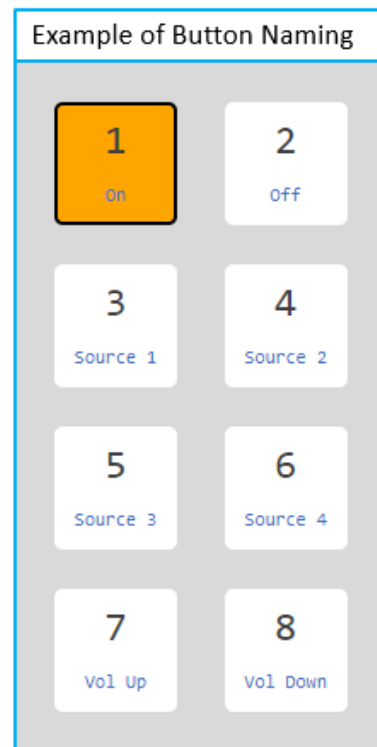 Example of Button Naming
1
On
2
Off
3
Source 1
4
Source 2
5
Source 3
6
Source 4
7
Vol Up
8
Vol Down